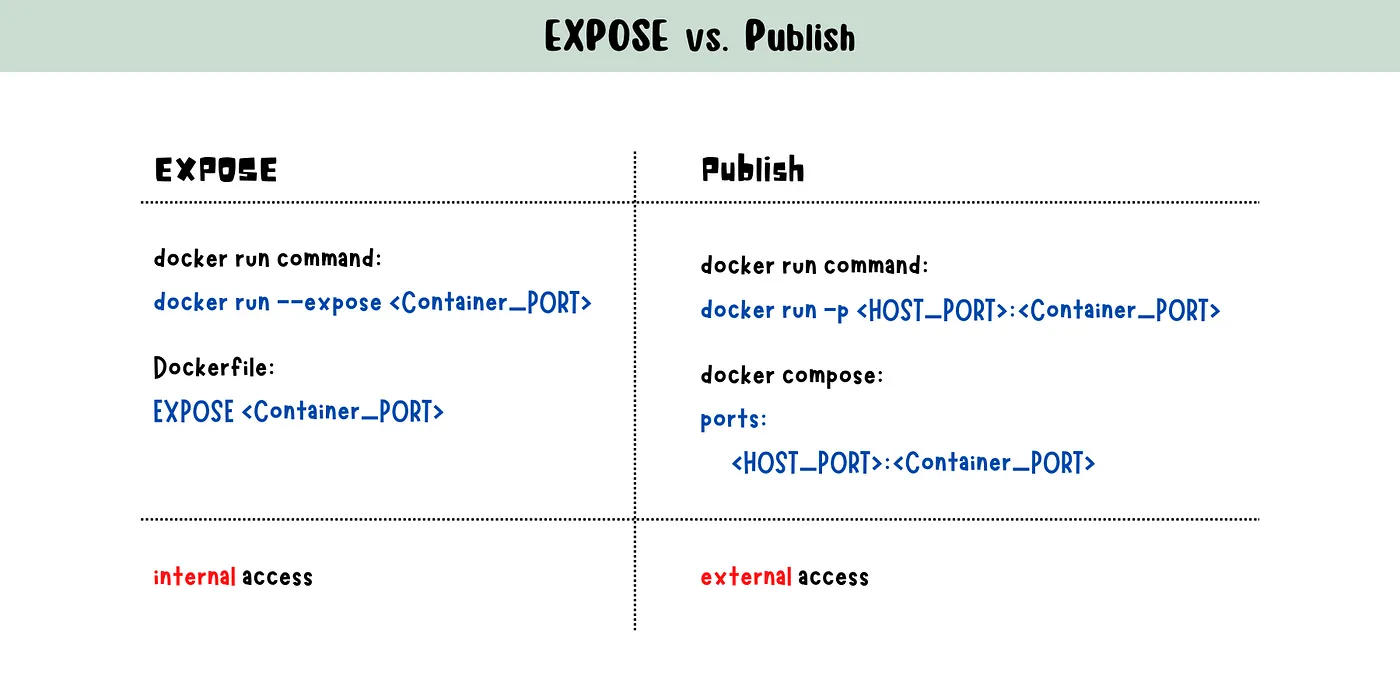 EXPOSE vs. Publish
EXPOSE
docker run command:
docker run --expose <Container_PORT>
Dockerfile:
EXPOSE <Container_PORT>
internal access
Publish
docker run command:
docker run -p <HOST_PORT>:<Container_PORT>
docker compose:
ports:
<HOST_PORT>:<Container_PORT>
external access